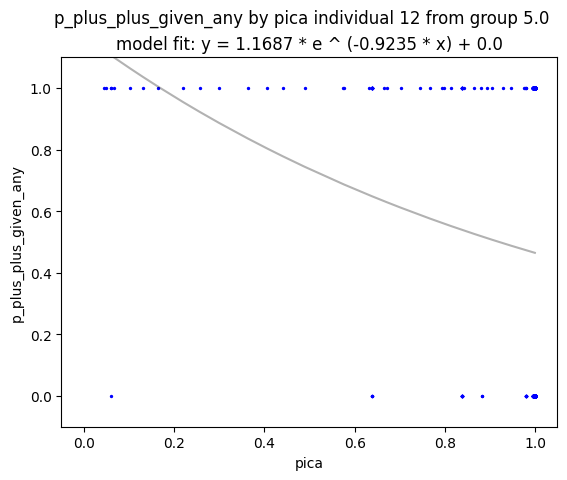 p_plus_plus_given_any by pica individual 12 from group 5.0
model fit: y = 1.1687 * e ^ (-0.9235 * x) + 0.0
p_plus_plus_given_any
1.0
0.8
0.6
0.4
0.2
0.0
0.0 0.2 0.4 0.6 0.8 1.0
pica